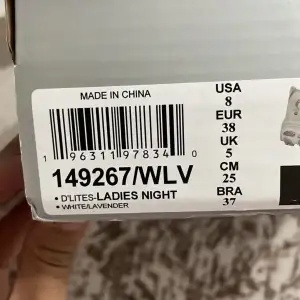 MADE IN CHINA
1 96311 97834 0
149267/WLV
• D'LITES-LADIES NIGHT
• WHITE/LAVENDER
USA
8
EUR
38
UK
5
CM
25
BRA
37